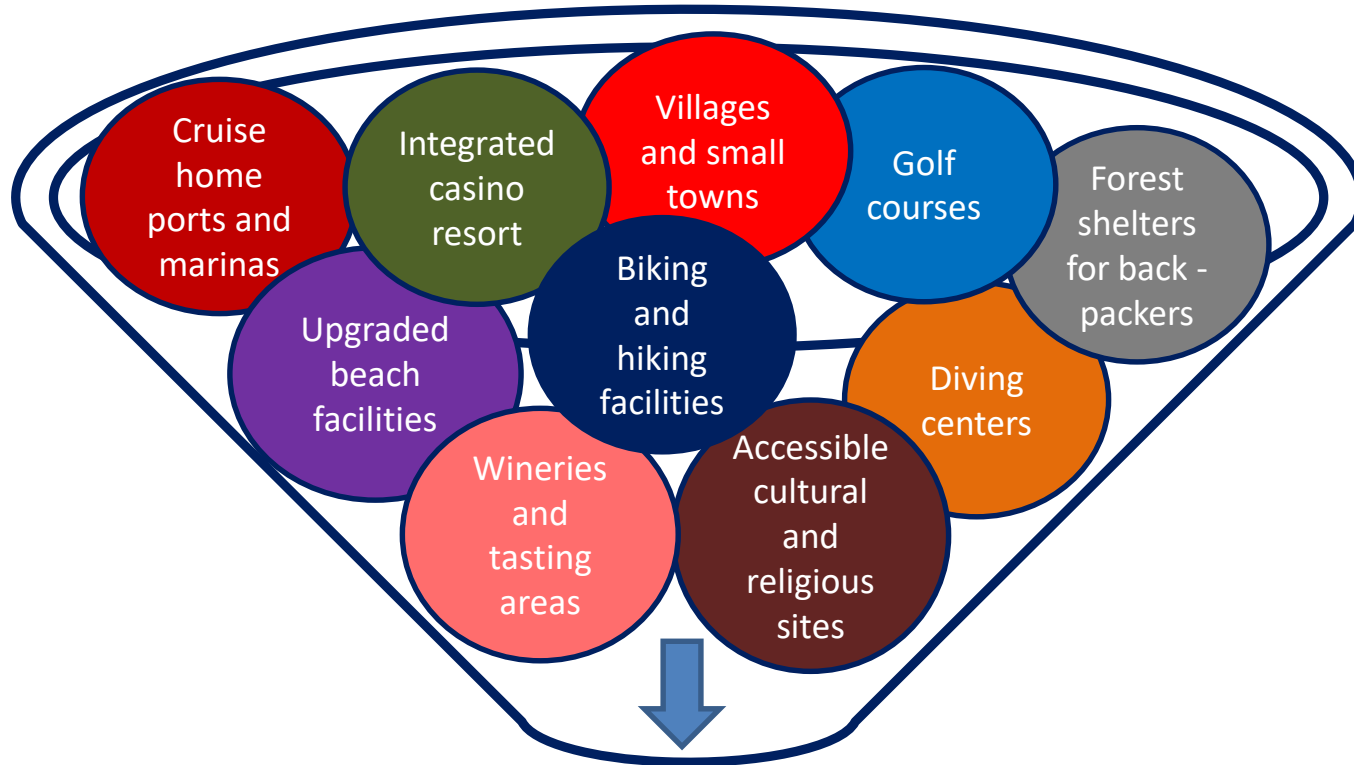 Cruise
home
ports and
marinas
Integrated
casino
resort
Villages
and small
towns
Golf
courses
Forest
shelters
for back -
packers
Upgraded
beach
facilities
Biking
and
hiking
facilities
Diving
centers
Wineries
and
tasting
areas
Accessible
cultural
and
religious
sites